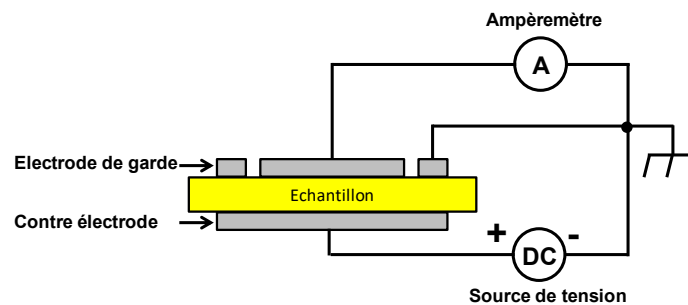 Ampèremètre
A
Electrode de garde
Echantillon
Contre électrode
+ DC -
Source de tension